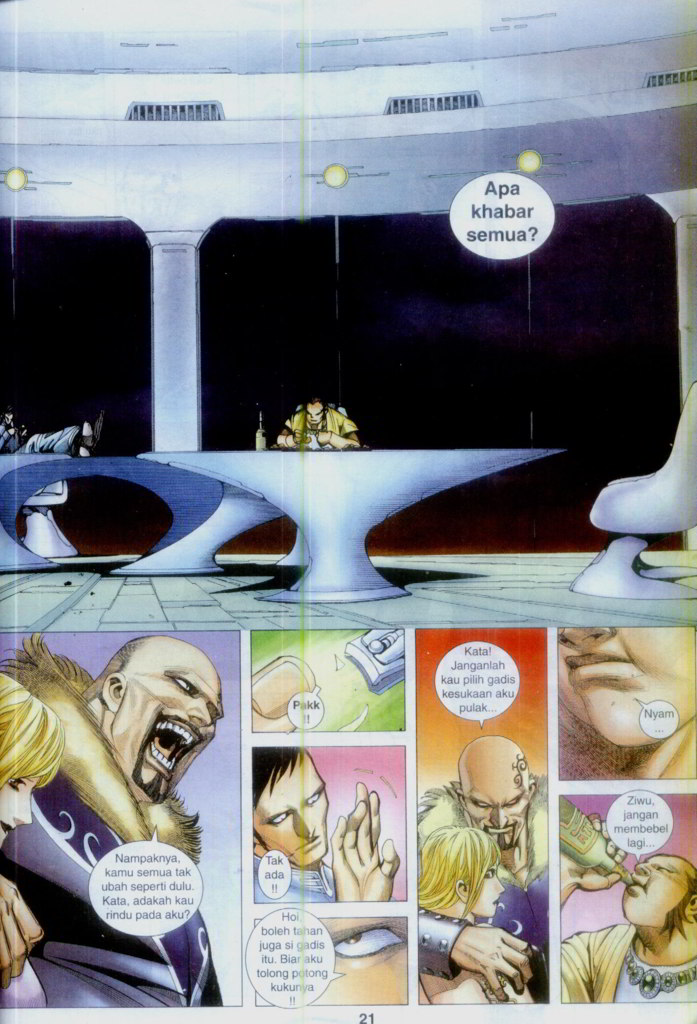 Apa
khabar
semua?
Nampaknya,
kamu semua tak
ubah seperti dulu.
Kata, adakah kau
rindu pada aku?
Pakk
!!
Tak
ada
!!
Hoi,
boleh tahan
juga si gadis
itu. Biar aku
tolong potong
kukunya
!!
Kata!
Janganlah
kau pilih gadis
kesukaan aku
pulak...
Nyam
...
Ziwu,
jangan
membebel
lagi...
21